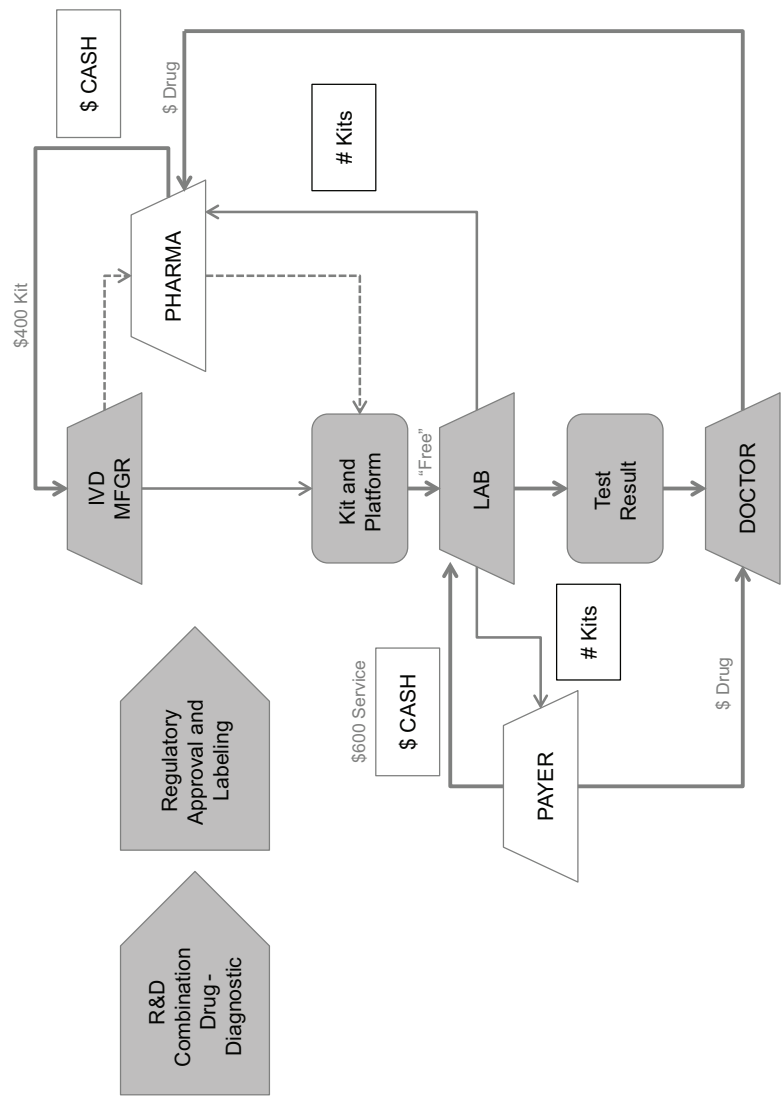 R&D
Combination
Drug -
Diagnostic
Regulatory
Approval and
Labeling
IVD
MFGR
$400 Kit
$ CASH
PHARMA
$ Drug
# Kits
Kit and
Platform
“Free”
LAB
$600 Service
$ CASH
# Kits
PAYER
Test
Result
$ Drug
DOCTOR